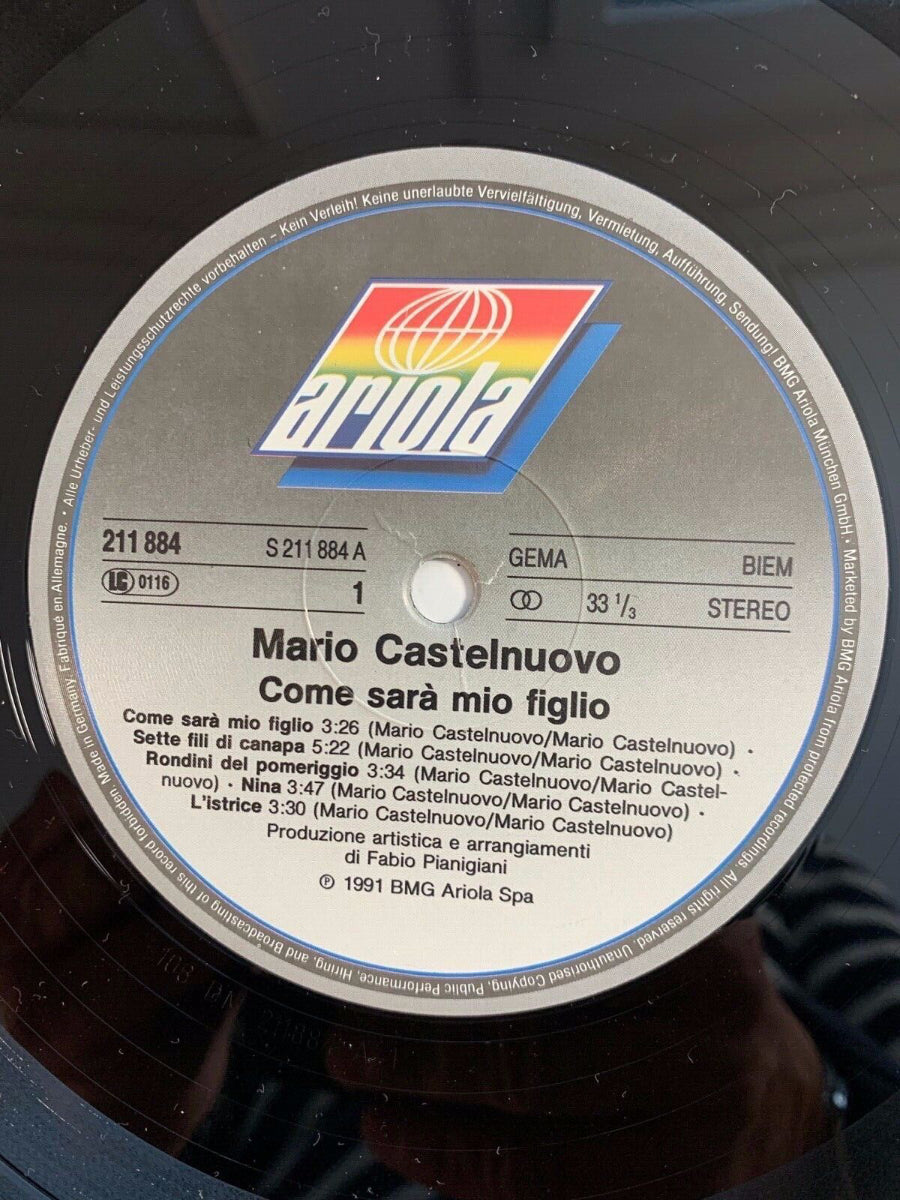 Alle Urheber- und Leistungsschutzrechte vorbehalten – Kein Verleih! Keine unerlaubte Vervielfältigung, Vermietung, Aufführung, Sendung! BMG Ariola München GmbH · Marketed by BMG Ariola from protected recordings. All rights reserved. Unauthorised Copying, Public Performance, Hiring, and Broadcasting of this record forbidden. Made in Germany. Fabriqué en Allemagne. ·
ariola
211 884 S 211 884 A
LC 0116 1
GEMA BIEM
33 1/3 STEREO
Mario Castelnuovo
Come sarà mio figlio
Come sarà mio figlio 3:26 (Mario Castelnuovo/Mario Castelnuovo) ·
Sette fili di canapa 5:22 (Mario Castelnuovo/Mario Castelnuovo) ·
Rondini del pomeriggio 3:34 (Mario Castelnuovo/Mario Castel-
nuovo) · Nina 3:47 (Mario Castelnuovo/Mario Castelnuovo) ·
L'istrice 3:30 (Mario Castelnuovo/Mario Castelnuovo)
Produzione artistica e arrangiamenti
di Fabio Pianigiani
℗ 1991 BMG Ariola Spa